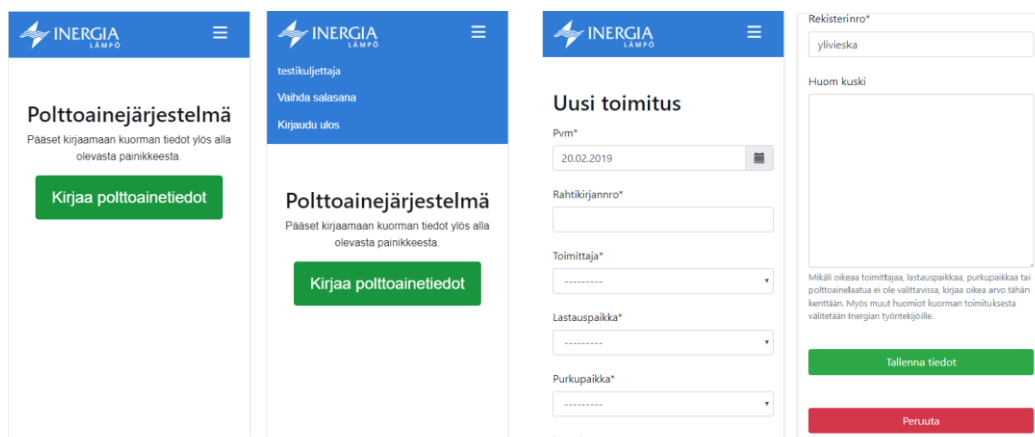 INERGIA
LÄMPÖ
Polttoainejärjestelmä
Pääset kirjaamaan kuorman tiedot ylös alla
olevasta painikkeesta.
Kirjaa polttoainetiedot
INERGIA
LÄMPÖ
testikuljettaja
Vaihda salasana
Kirjaudu ulos
Polttoainejärjestelmä
Pääset kirjaamaan kuorman tiedot ylös alla
olevasta painikkeesta.
Kirjaa polttoainetiedot
INERGIA
LÄMPÖ
Uusi toimitus
Pvm*
20.02.2019
Rahtikirjannro*
Toimittaja*
---------
Lastauspaikka*
---------
Purkupaikka*
---------
Rekisterinro*
ylivieska
Huom kuski
Mikäli oikeaa toimittajaa, lastauspaikkaa, purkupaikkaa tai
polttoainelaatua ei ole valittavissa, kirjaa oikea arvo tähän
kenttään. Myös muut huomiot kuorman toimituksesta
välitetään Inergian työntekijöille.
Tallenna tiedot
Peruuta